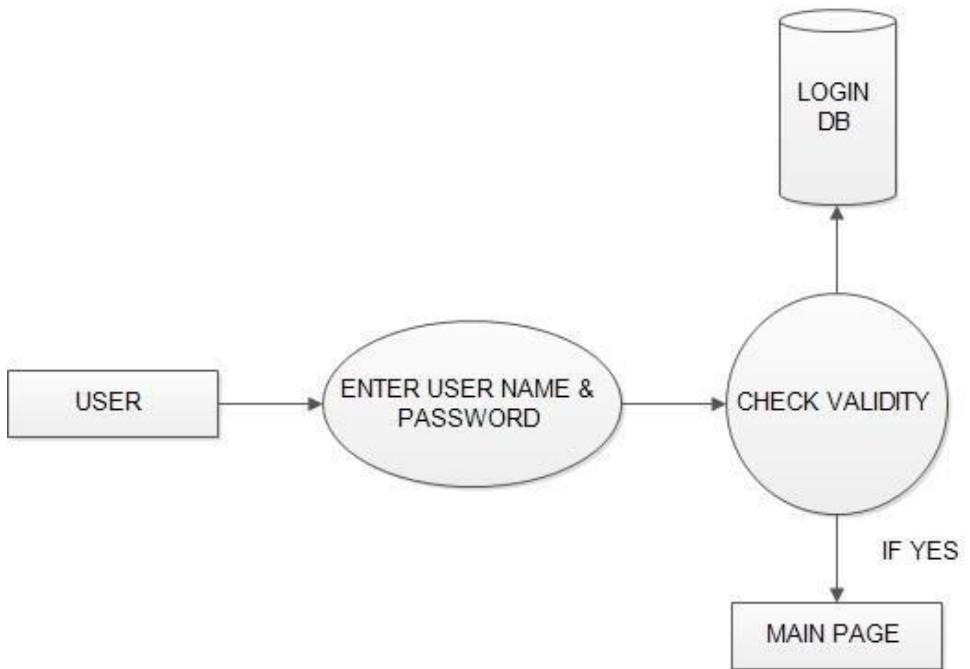 LOGIN
DB
USER
ENTER USER NAME &
PASSWORD
CHECK VALIDITY
IF YES
MAIN PAGE